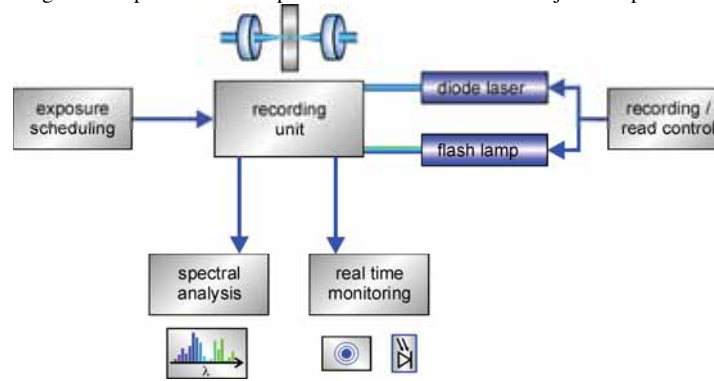 diode laser
exposure
scheduling
recording
unit
recording /
read control
flash lamp
spectral
analysis
real time
monitoring
λ